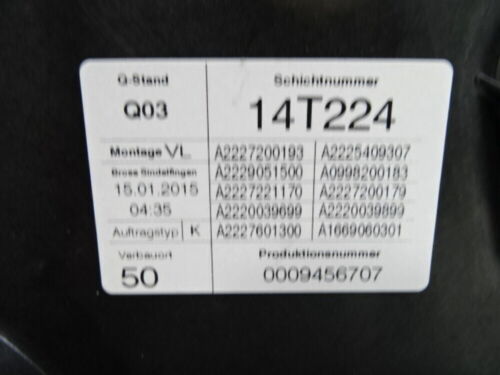 Q-Stand Schichtnummer
Q03 14T224
Montage VL A2227200193 A2225409307
Brose Sindelfingen A2229051500 A0998200183
15.01.2015 A2227221170 A2227200179
04:35 A2220039699 A2220039899
Auftragstyp K A2227601300 A1669060301
Verbauort Produktionsnummer
50 0009456707